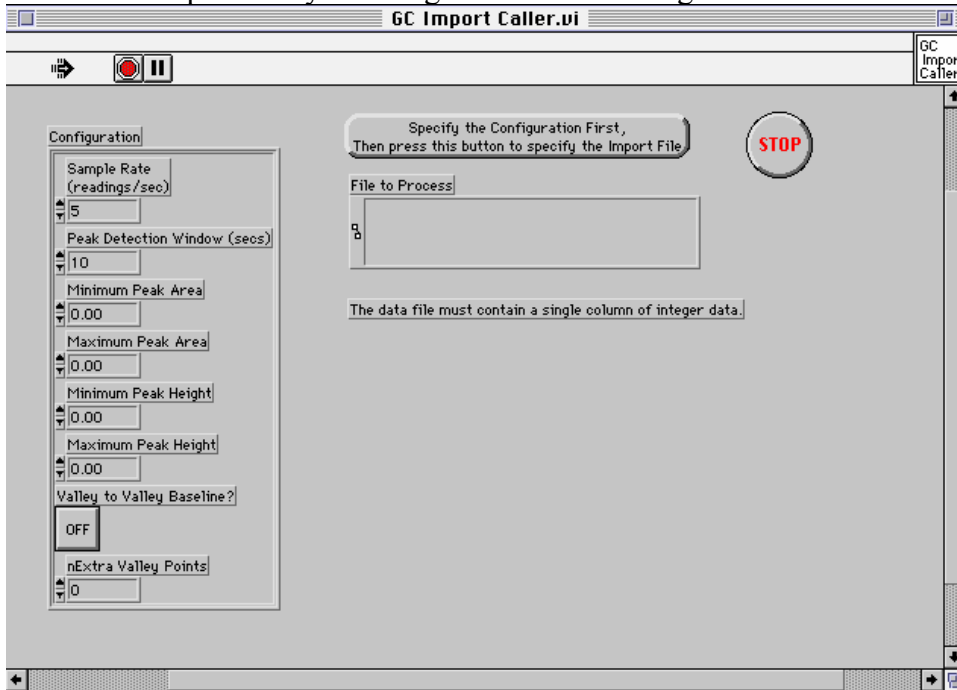 GC Import Caller.vi
GC
Import
Caller
Configuration
Sample Rate
(readings/sec)
5
Peak Detection Window (secs)
10
Minimum Peak Area
0.00
Maximum Peak Area
0.00
Minimum Peak Height
0.00
Maximum Peak Height
0.00
Valley to Valley Baseline?
OFF
nExtra Valley Points
0
Specify the Configuration First,
Then press this button to specify the Import File
STOP
File to Process
The data file must contain a single column of integer data.